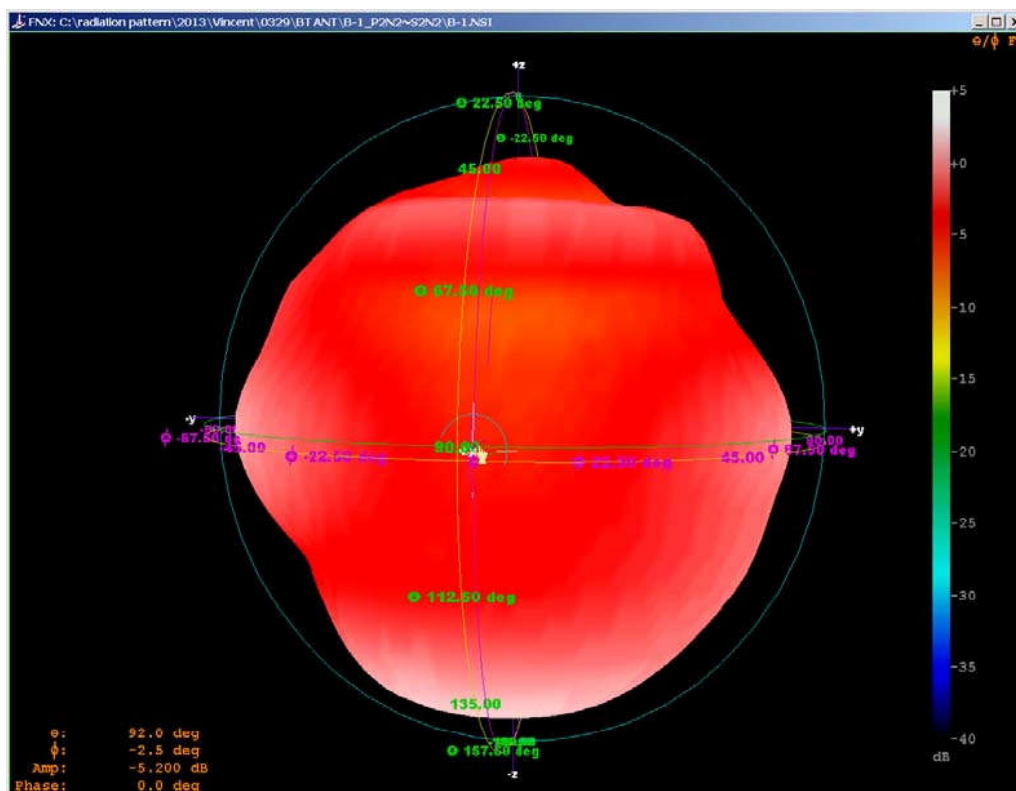 FNX: C:\radiation pattern\2013\Vincent\0329\BTANT\B-1_P2N2~S2N2\B-1.NSI
Θ/ϕ F
+z
Θ 22.50 deg
Θ -22.50 deg
45.00
Θ 67.50 deg
-y
+y
ϕ -67.50 deg
-45.00
ϕ -22.50 deg
90.00
ϕ 22.50 deg
45.00
90.00
ϕ 67.50 deg
Θ 112.50 deg
135.00
Θ 157.50 deg
-z
+5
+0
-5
-10
-15
-20
-25
-30
-35
-40
dB
Θ: 92.0 deg
ϕ: -2.5 deg
Amp: -5.200 dB
Phase: 0.0 deg